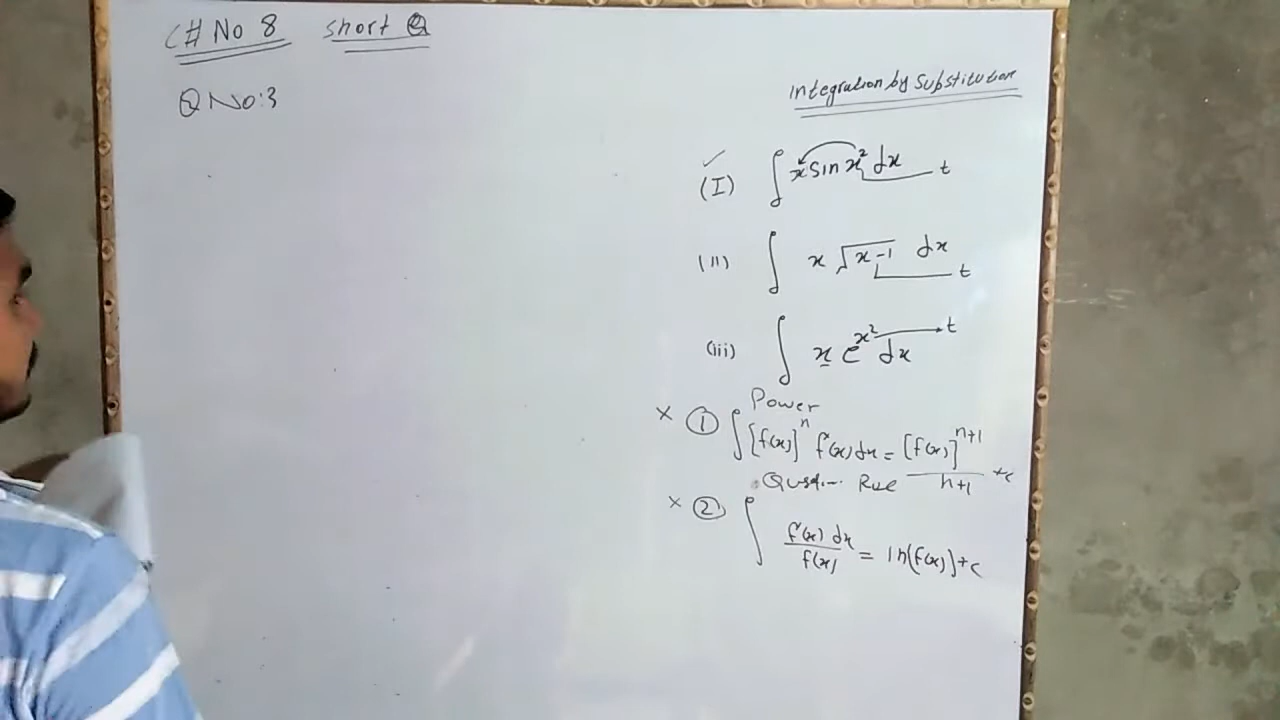 C# No 8 short Q
Q No:3
Integration by Substitution
(I) ∫ x sin x² dx t
(ii) ∫ x √x-1 dx t
(iii) ∫ x e^x² dx t
Power
× ① ∫ [f(x)]^n f'(x) dx = [f(x)]^n+1 / n+1 + c
Rule
× ② ∫ f'(x) dx / f(x) = ln[f(x)] + c